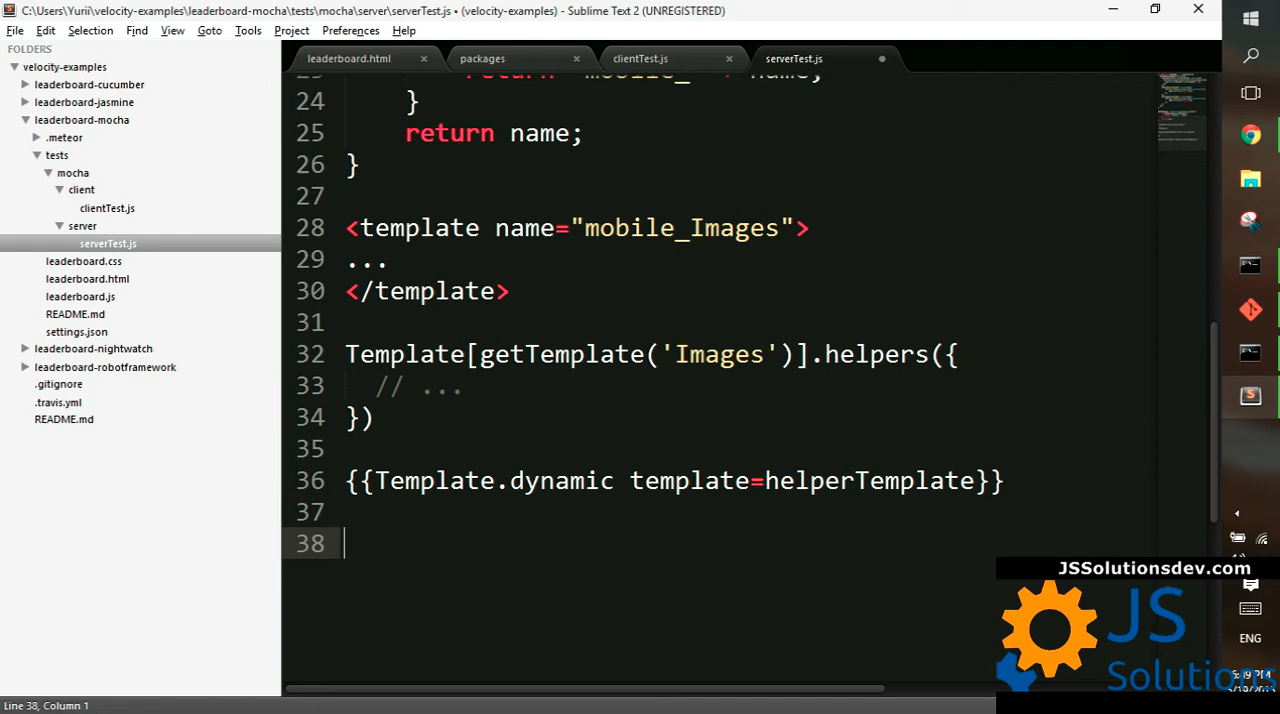 C:\Users\Yurii\velocity-examples\leaderboard-mocha\tests\mocha\server\serverTest.js • (velocity-examples) - Sublime Text 2 (UNREGISTERED)
File Edit Selection Find View Goto Tools Project Preferences Help
FOLDERS
velocity-examples
leaderboard-cucumber
leaderboard-jasmine
leaderboard-mocha
.meteor
tests
mocha
client
clientTest.js
server
serverTest.js
leaderboard.css
leaderboard.html
leaderboard.js
README.md
settings.json
leaderboard-nightwatch
leaderboard-robotframework
.gitignore
.travis.yml
README.md
leaderboard.html packages clientTest.js serverTest.js
24 }
25 return name;
26 }
27
28 <template name="mobile_Images">
29 ...
30 </template>
31
32 Template[getTemplate('Images')].helpers({
33 // ...
34 })
35
36 {{Template.dynamic template=helperTemplate}}
37
38
JSSolutionsdev.com
JS
Solutions
ENG
Line 38, Column 1